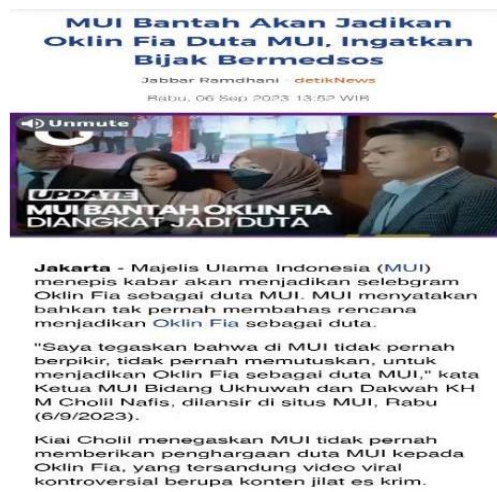 MUI Bantah Akan Jadikan
Oklin Fia Duta MUI, Ingatkan
Bijak Bermedsos
Jabbar Ramdhani - detikNews
Rabu, 06 Sep 2023 13:52 WIB
Unmute
UPDATE
MUI BANTAH OKLIN FIA
DIANGKAT JADI DUTA
Jakarta - Majelis Ulama Indonesia (MUI)
menepis kabar akan menjadikan selebgram
Oklin Fia sebagai duta MUI. MUI menyatakan
bahkan tak pernah membahas rencana
menjadikan Oklin Fia sebagai duta.
"Saya tegaskan bahwa di MUI tidak pernah
berpikir, tidak pernah memutuskan, untuk
menjadikan Oklin Fia sebagai duta MUI," kata
Ketua MUI Bidang Ukhuwah dan Dakwah KH
M Cholil Nafis, dilansir di situs MUI, Rabu
(6/9/2023).
Kiai Cholil menegaskan MUI tidak pernah
memberikan penghargaan duta MUI kepada
Oklin Fia, yang tersandung video viral
kontroversial berupa konten jilat es krim.